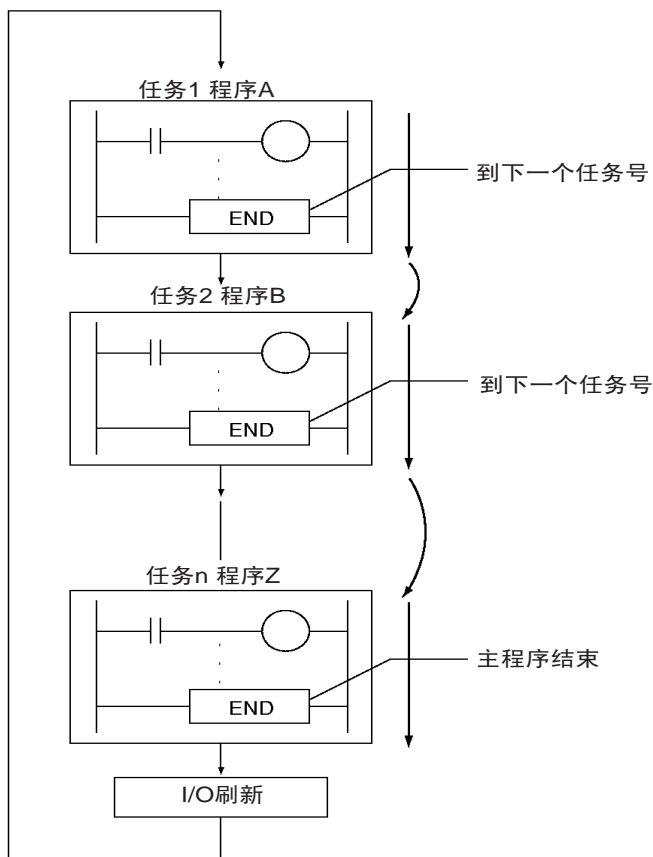 任务1 程序A
END
到下一个任务号
任务2 程序B
END
到下一个任务号
任务n 程序Z
END
主程序结束
I/O刷新